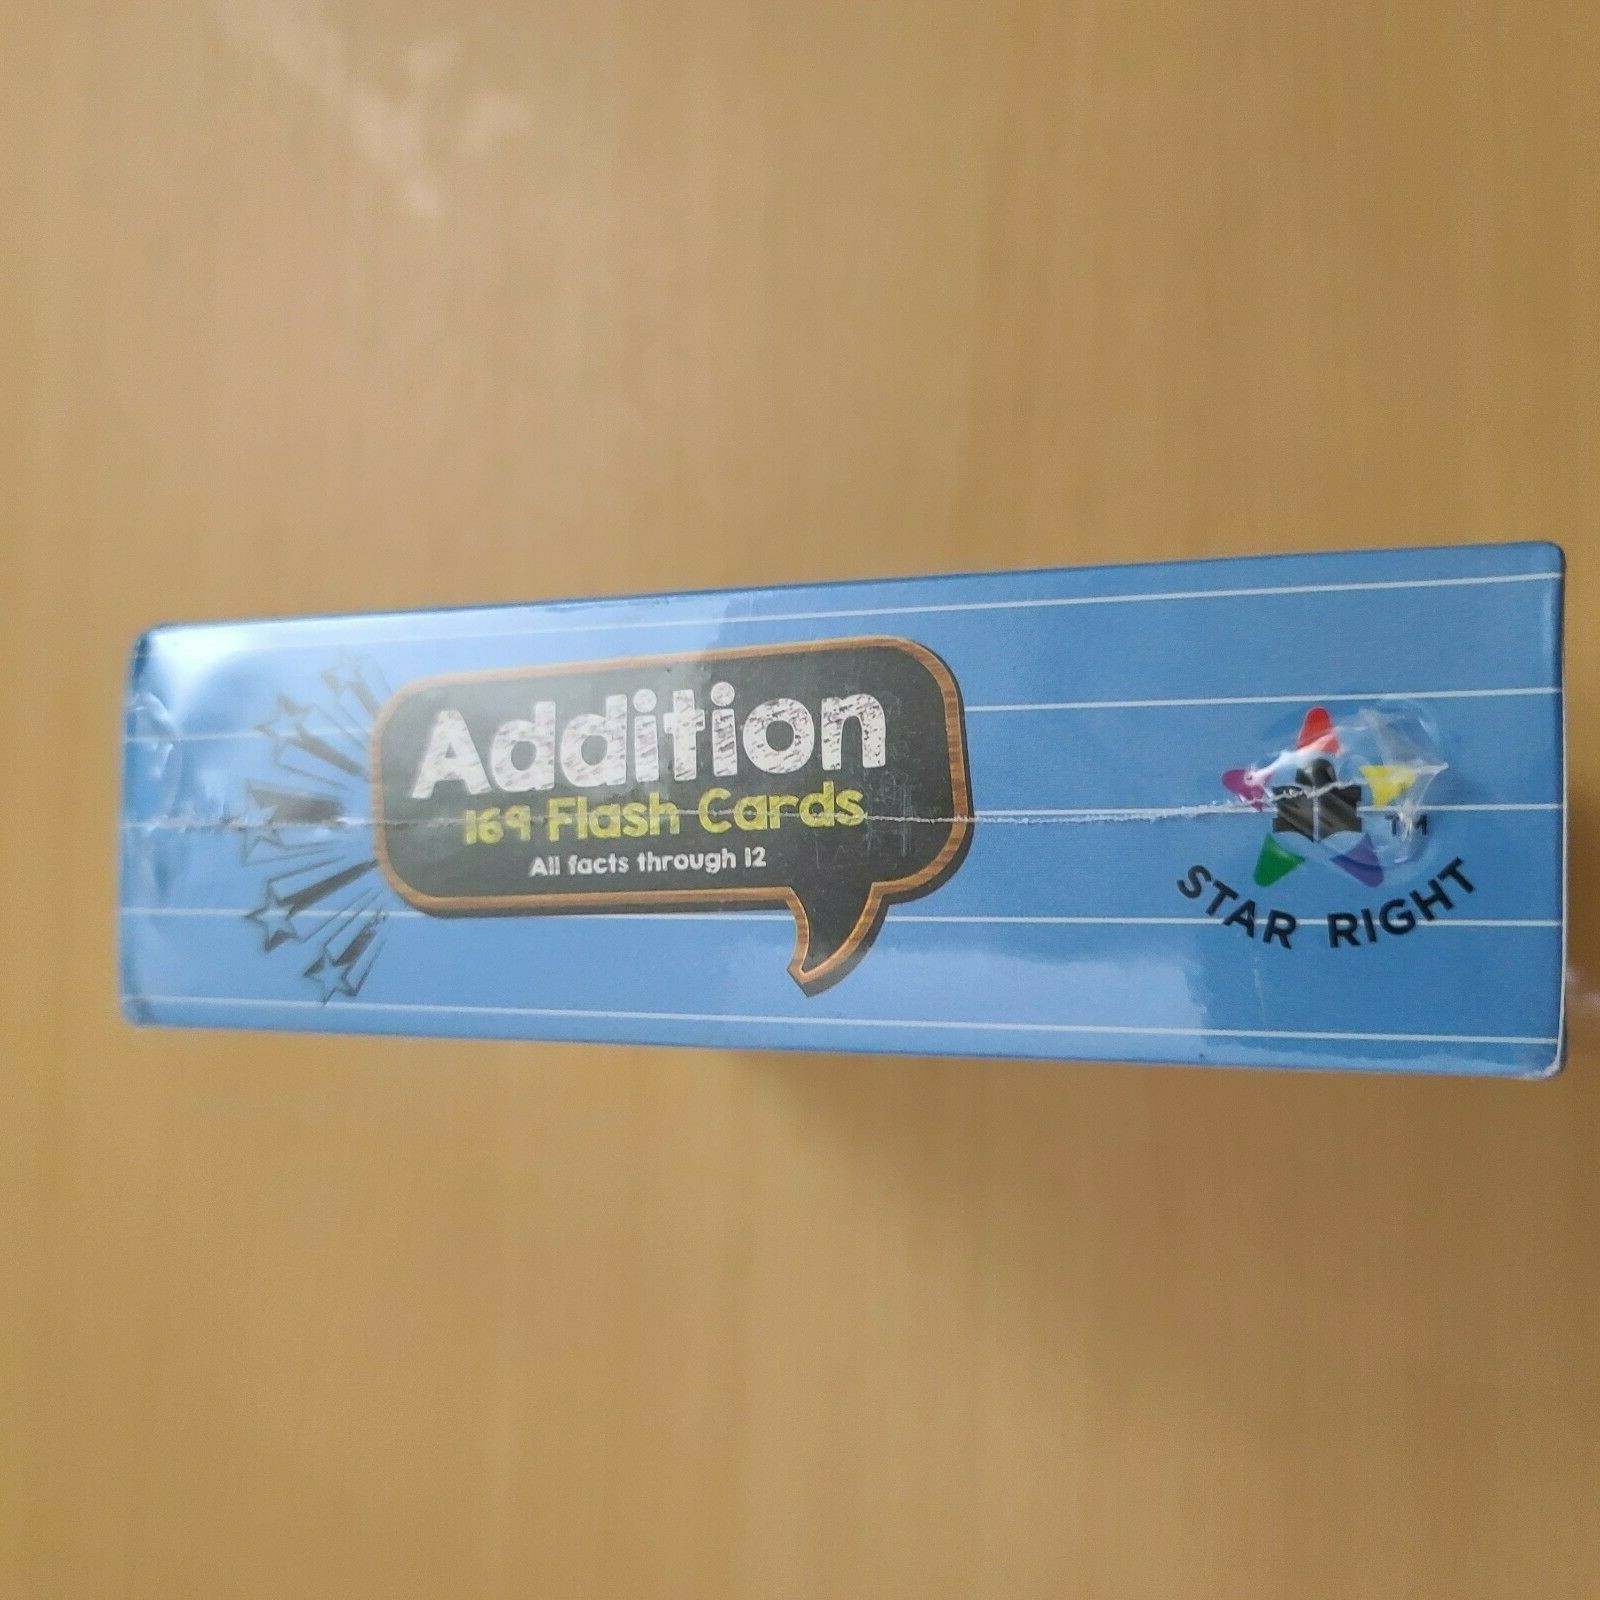 Addition
169 Flash Cards
All facts through 12
TM
STAR RIGHT